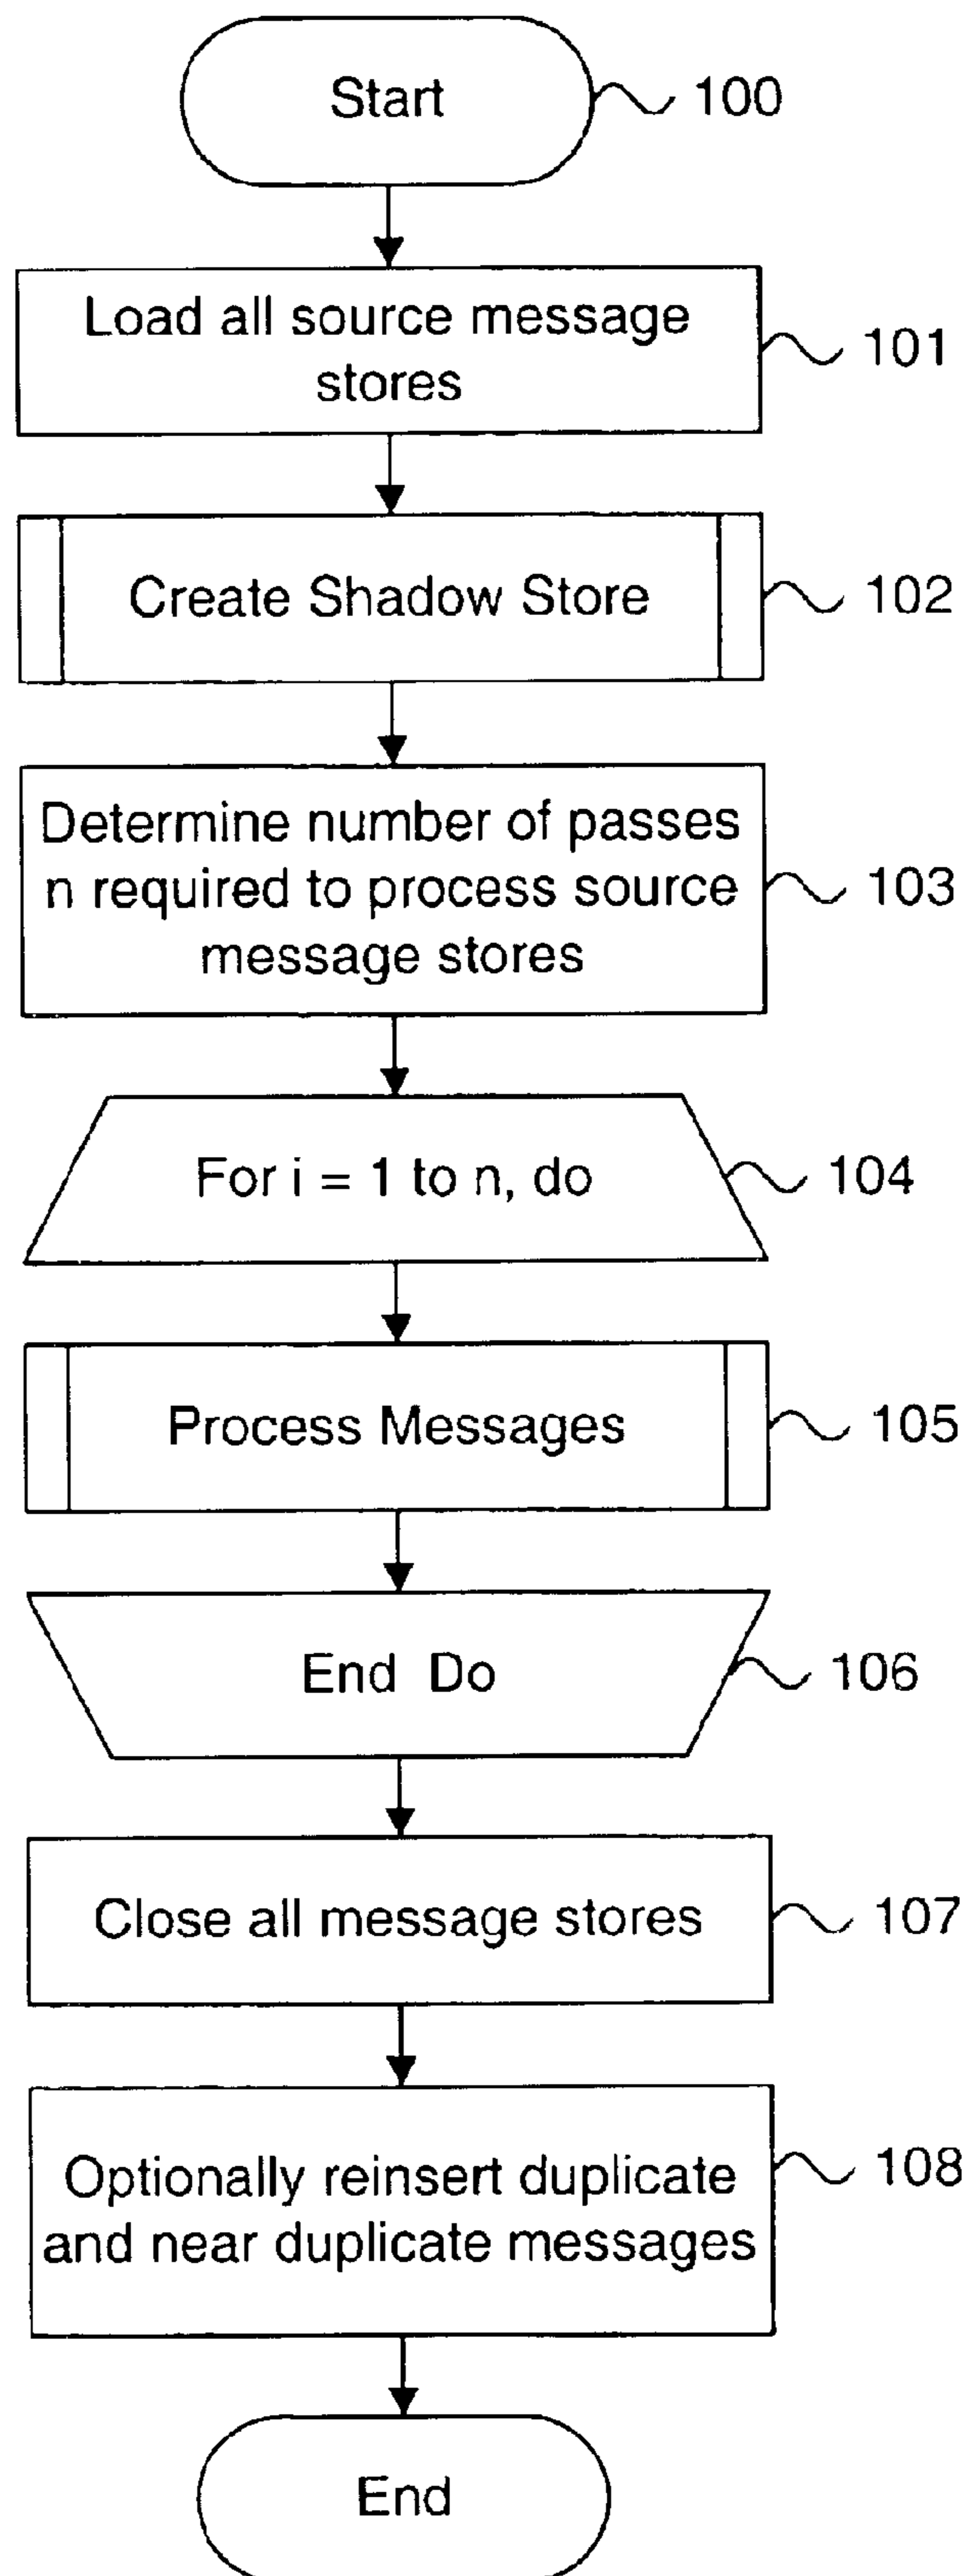 Start
100
Load all source message
stores
101
Create Shadow Store
102
Determine number of passes
n required to process source
message stores
103
For i = 1 to n, do
104
Process Messages
105
End Do
106
Close all message stores
107
Optionally reinsert duplicate
and near duplicate messages
108
End